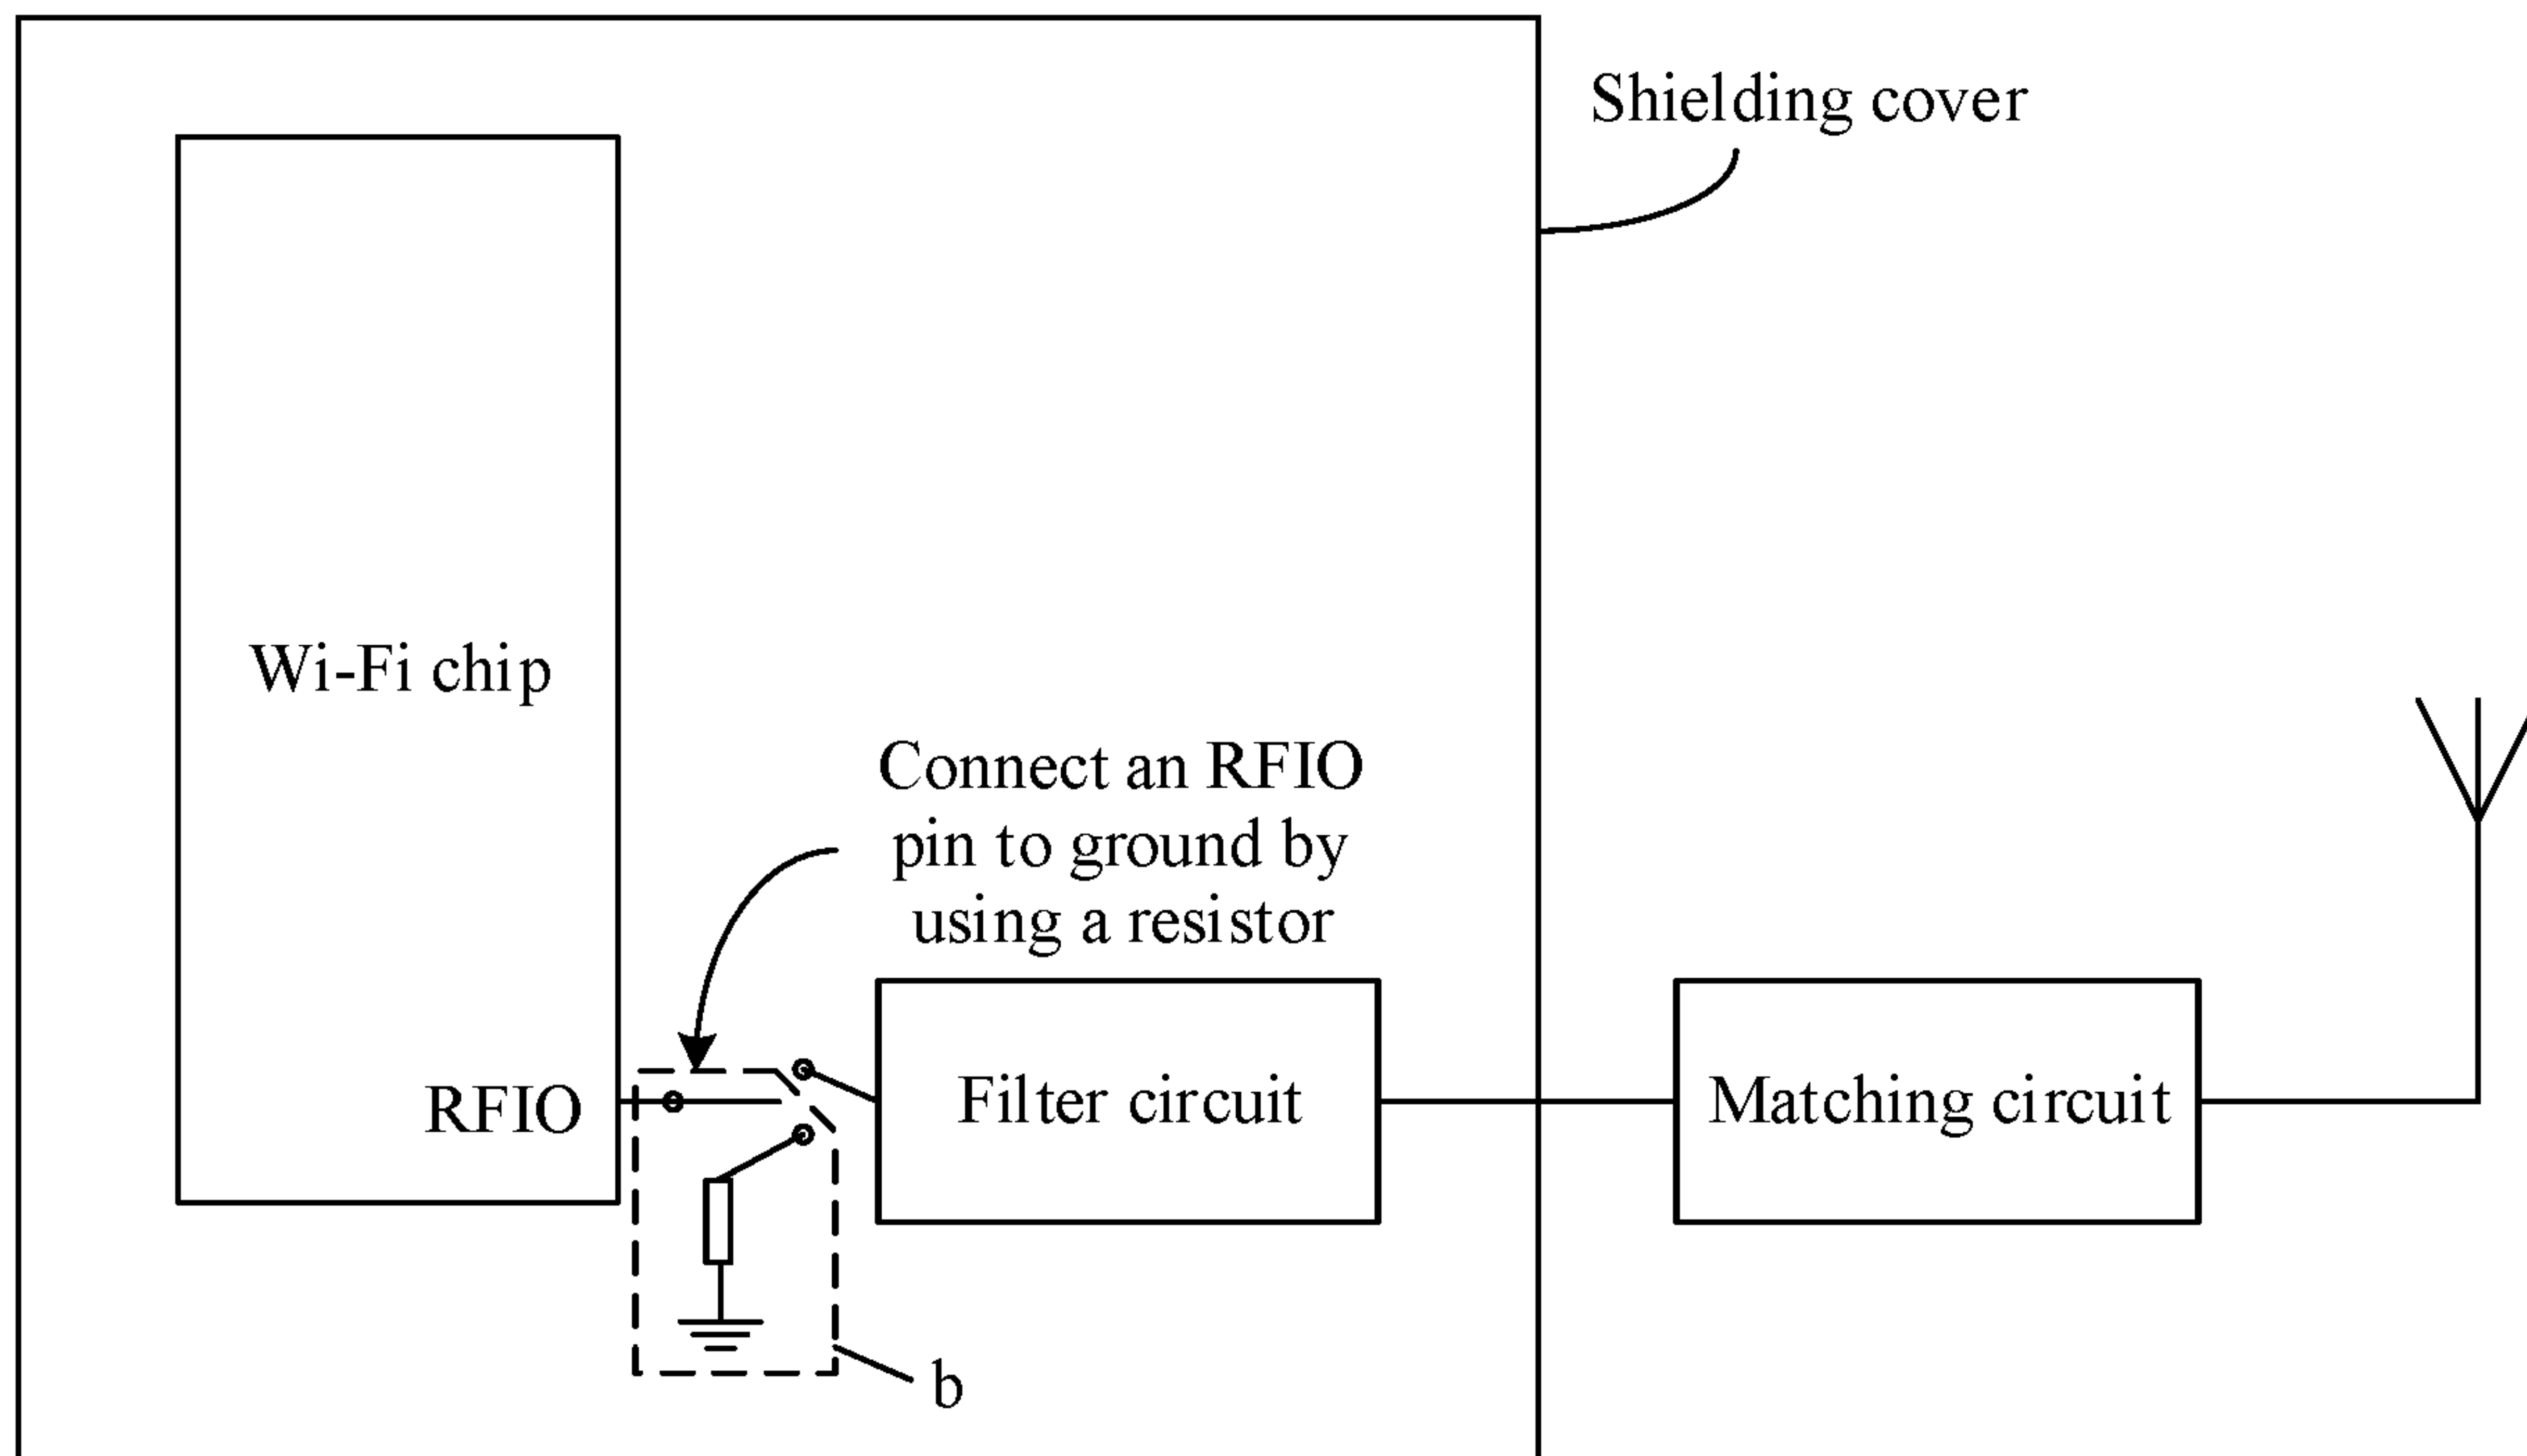 Shielding cover
Wi-Fi chip
Connect an RFIO
pin to ground by
using a resistor
RFIO
Filter circuit
Matching circuit
b